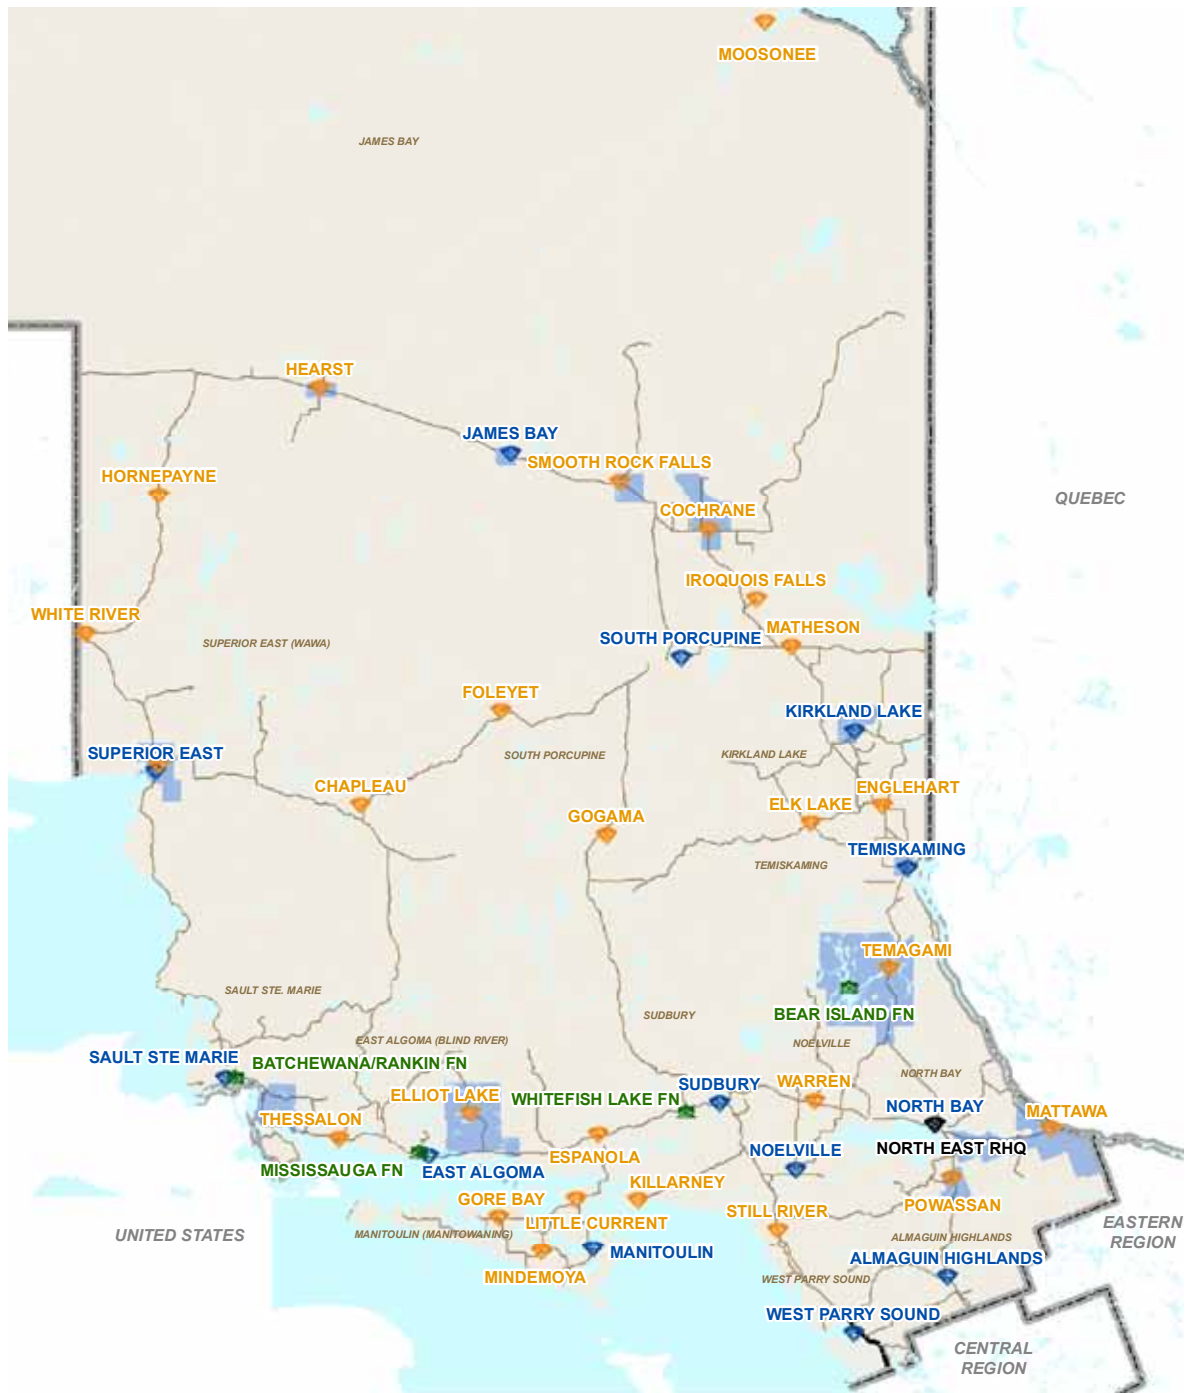 MOOSONEE
JAMES BAY
HEARST
JAMES BAY
SMOOTH ROCK FALLS
HORNEPAYNE
QUEBEC
COCHRANE
IROQUOIS FALLS
WHITE RIVER
MATHESON
SOUTH PORCUPINE
SUPERIOR EAST (WAWA)
FOLEYET
KIRKLAND LAKE
SUPERIOR EAST
SOUTH PORCUPINE
KIRKLAND LAKE
CHAPLEAU
ENGLEHART
ELK LAKE
GOGAMA
TEMISKAMING
TEMISKAMING
TEMAGAMI
SAULT STE. MARIE
BEAR ISLAND FN
SUDBURY
EAST ALGOMA (BLIND RIVER)
NOELVILLE
SAULT STE MARIE
BATCHEWANA/RANKIN FN
NORTH BAY
SUDBURY
WARREN
ELLIOT LAKE
WHITEFISH LAKE FN
NORTH BAY
MATTAWA
THESSALON
NORTH EAST RHQ
NOELVILLE
ESPANOLA
MISSISSAUGA FN
EAST ALGOMA
KILLARNEY
GORE BAY
POWASSAN
STILL RIVER
LITTLE CURRENT
UNITED STATES
MANITOULIN (MANITOWANING)
ALMAGUIN HIGHLANDS
EASTERN
REGION
MANITOULIN
ALMAGUIN HIGHLANDS
MINDEMOYA
WEST PARRY SOUND
WEST PARRY SOUND
CENTRAL
REGION